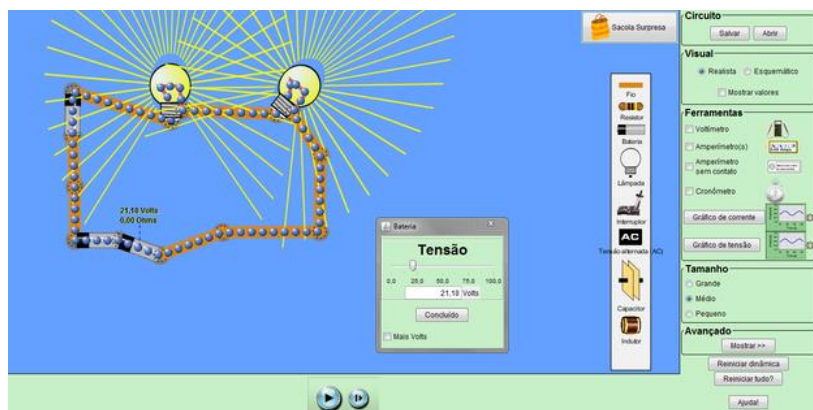 Sacola Surpresa
Circuito
Salvar
Abrir
Visual
Realista
Esquemático
Mostrar valores
Ferramentas
Voltímetro
Amperímetro(s)
Amperímetro
sem contato
Cronômetro
Gráfico de corrente
Gráfico de tensão
Tamanho
Grande
Médio
Pequeno
Avançado
Mostrar >>
Reiniciar dinâmica
Reiniciar tudo?
Ajuda!
Fio
Resistor
Bateria
Lâmpada
Interruptor
AC
Tensão alternada (AC)
Capacitor
Indutor
21,18 Volts
0,00 Ohms
Bateria
Tensão
0,0 25,0 50,0 75,0 100,0
21,18 Volts
Concluído
Mais Volts